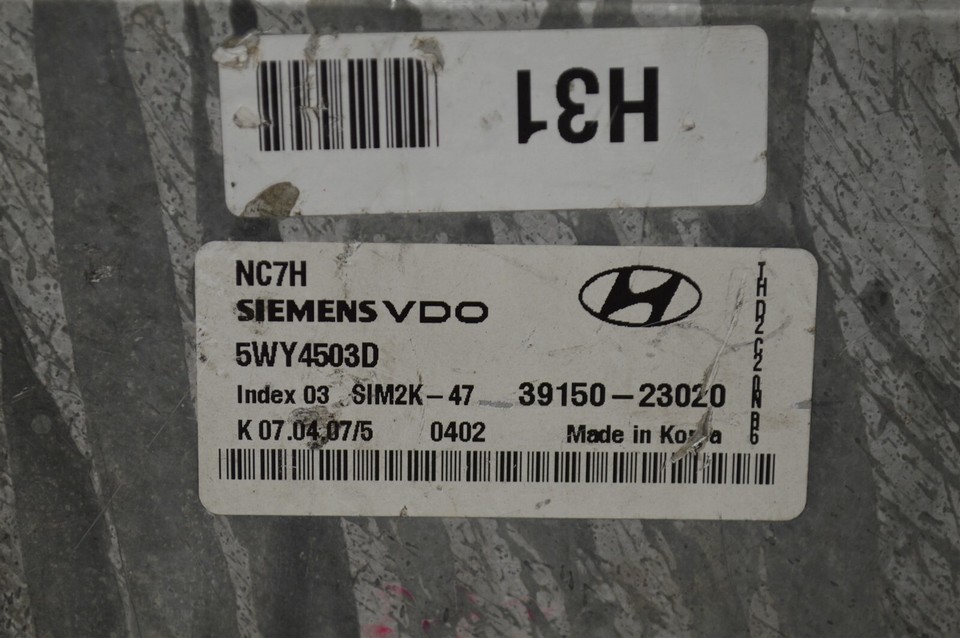 H31
NC7H
SIEMENS VDO
5WY4503D
Index 03 SIM2K-47 39150-23020
K 07.04.07/5 0402 Made in Korea